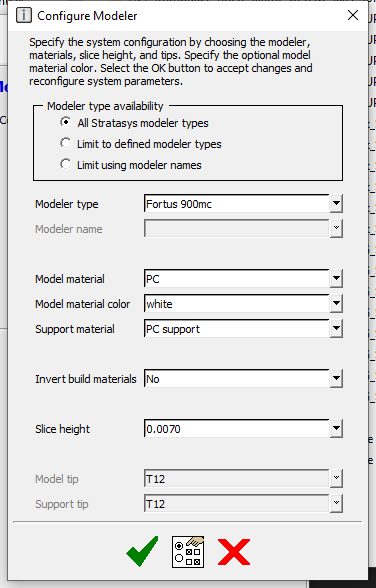 Configure Modeler
Specify the system configuration by choosing the modeler,
materials, slice height, and tips. Specify the optional model
material color. Select the OK button to accept changes and
reconfigure system parameters.
Modeler type availability
All Stratasys modeler types
Limit to defined modeler types
Limit using modeler names
Modeler type Fortus 900mc
Modeler name
Model material PC
Model material color white
Support material PC support
Invert build materials No
Slice height 0.0070
Model tip T12
Support tip T12